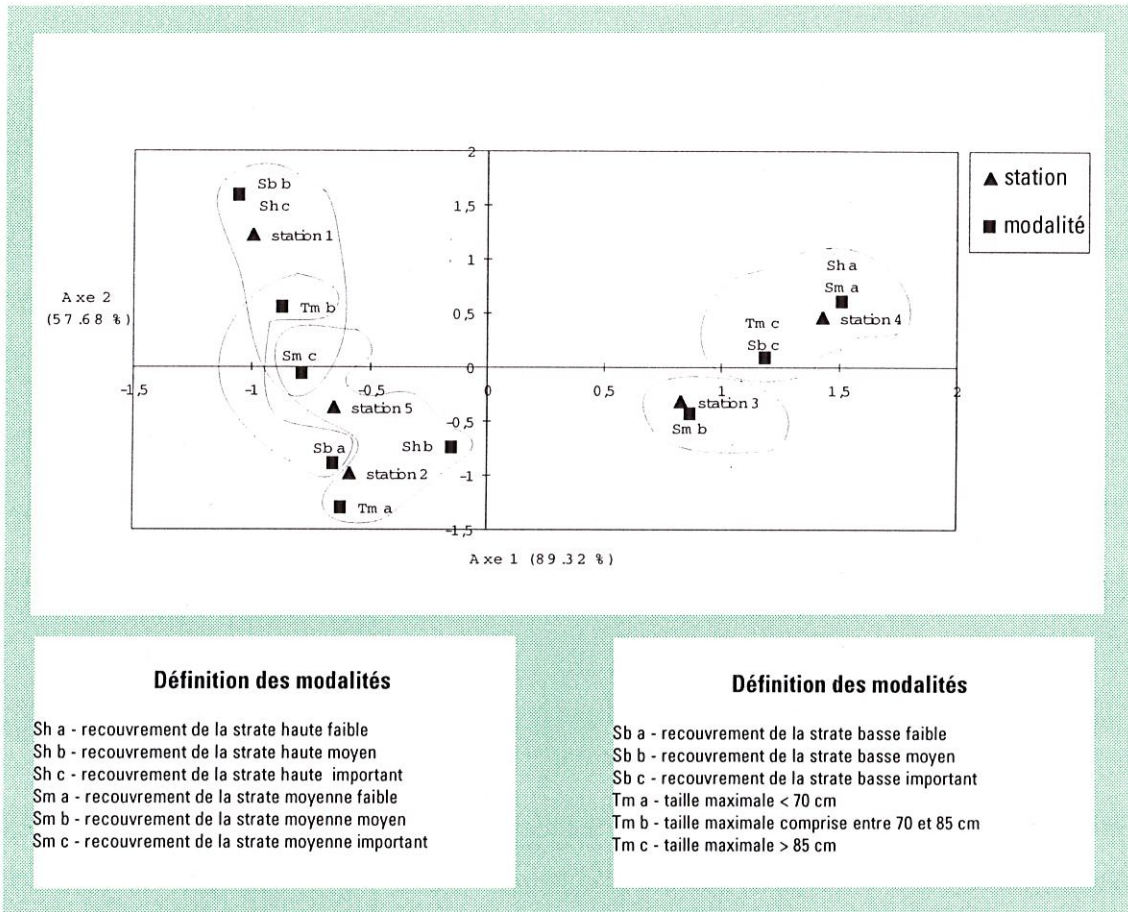 2
1,5
1
0,5
0
-0,5
-1
-1,5
-1,5
-1
-0,5
0
0,5
1
1,5
2
Axe 2
(57.68 %)
Axe 1 (89.32 %)
Sb b
Sh c
station 1
Tm b
Sm c
station 5
Sh b
Sb a
station 2
Tm a
Sh a
Sm a
station 4
Tm c
Sb c
station 3
Sm b
station
modalité
Définition des modalités
Sh a - recouvrement de la strate haute faible
Sh b - recouvrement de la strate haute moyen
Sh c - recouvrement de la strate haute important
Sm a - recouvrement de la strate moyenne faible
Sm b - recouvrement de la strate moyenne moyen
Sm c - recouvrement de la strate moyenne important
Définition des modalités
Sb a - recouvrement de la strate basse faible
Sb b - recouvrement de la strate basse moyen
Sb c - recouvrement de la strate basse important
Tm a - taille maximale < 70 cm
Tm b - taille maximale comprise entre 70 et 85 cm
Tm c - taille maximale > 85 cm